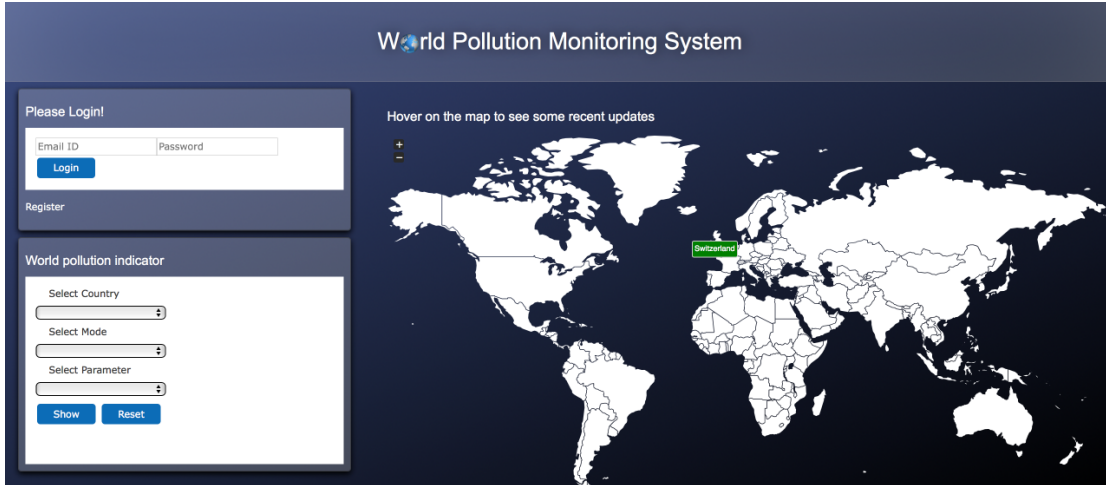 W rld Pollution Monitoring System
Please Login!
Email ID Password
Login
Register
World pollution indicator
Select Country
Select Mode
Select Parameter
Show Reset
Hover on the map to see some recent updates
+
−
Switzerland